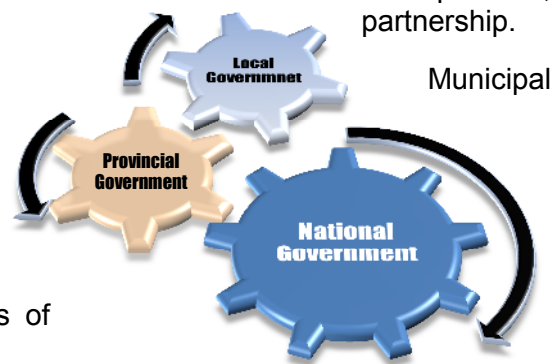 partnership.
Local
Governmnet
Municipal
Provincial
Government
National
Government
s of